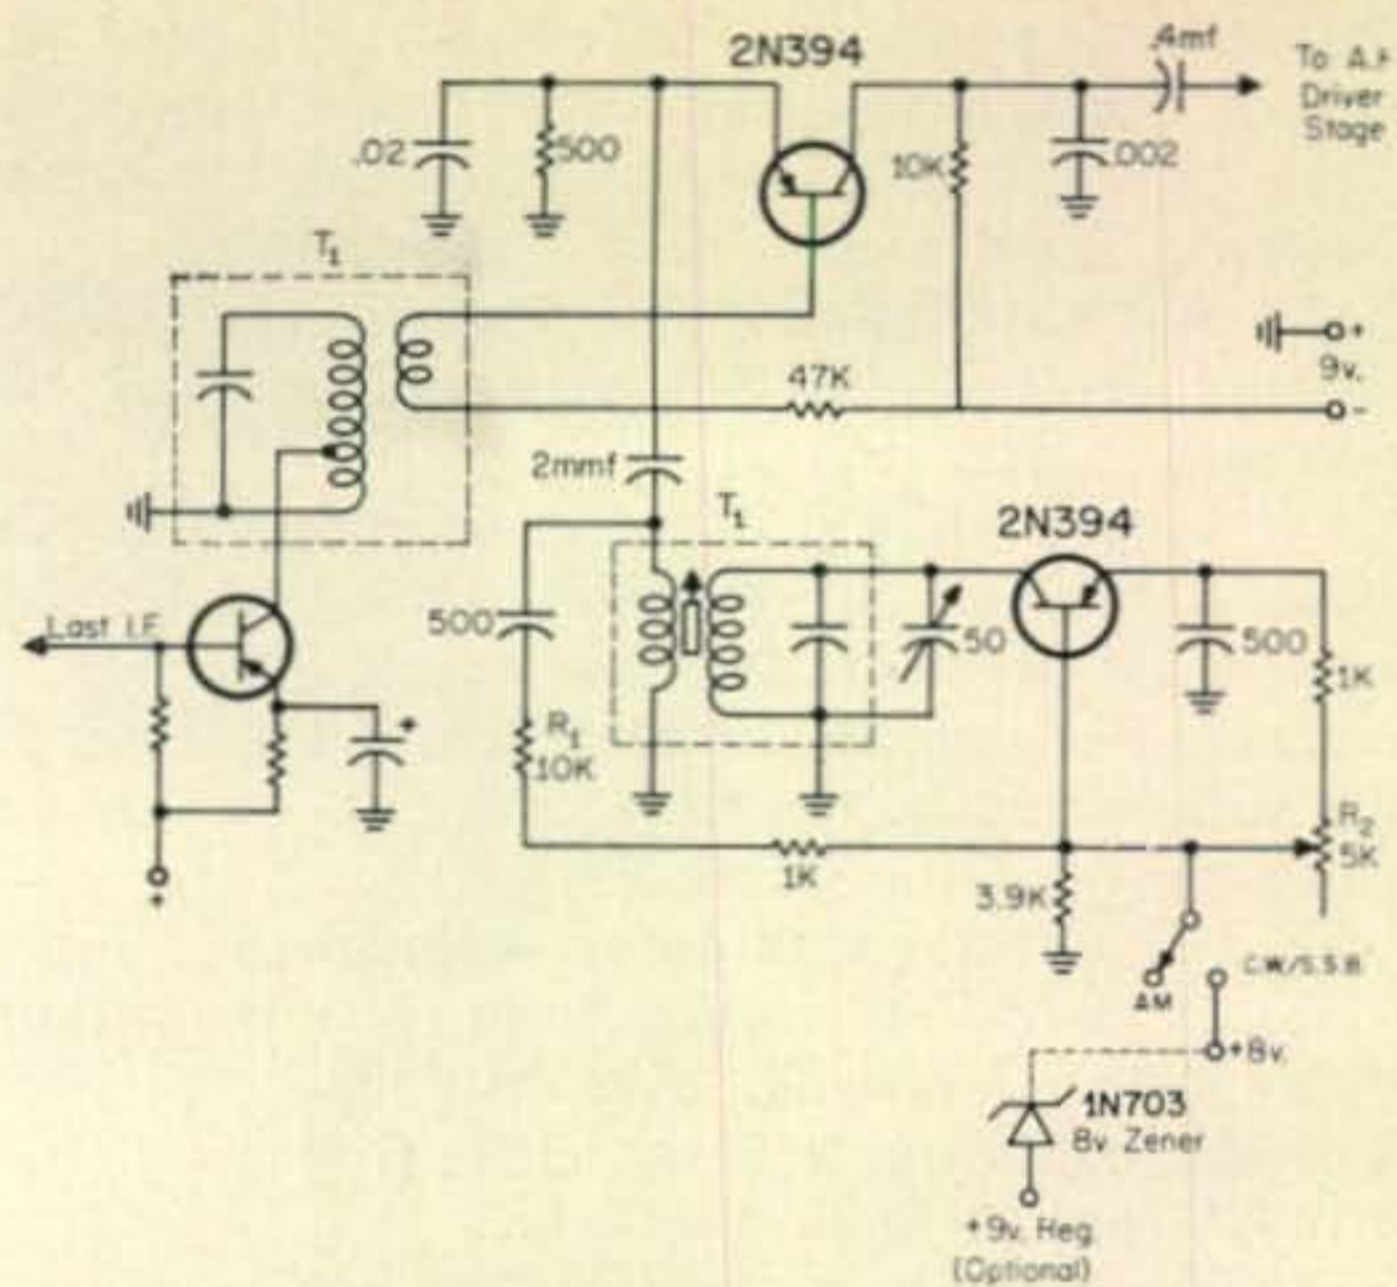 2N394
.4mf
To A.F
Driver
Stage
.02
500
10K
.002
T1
+
9v.
-
47K
2mmf
T1
2N394
Last I.F.
500
50
500
1K
+
R1
10K
R2
5K
1K
3.9K
+
C.W./S.S.B.
AM
+8v.
1N703
8v. Zener
+9v. Reg.
(Optional)